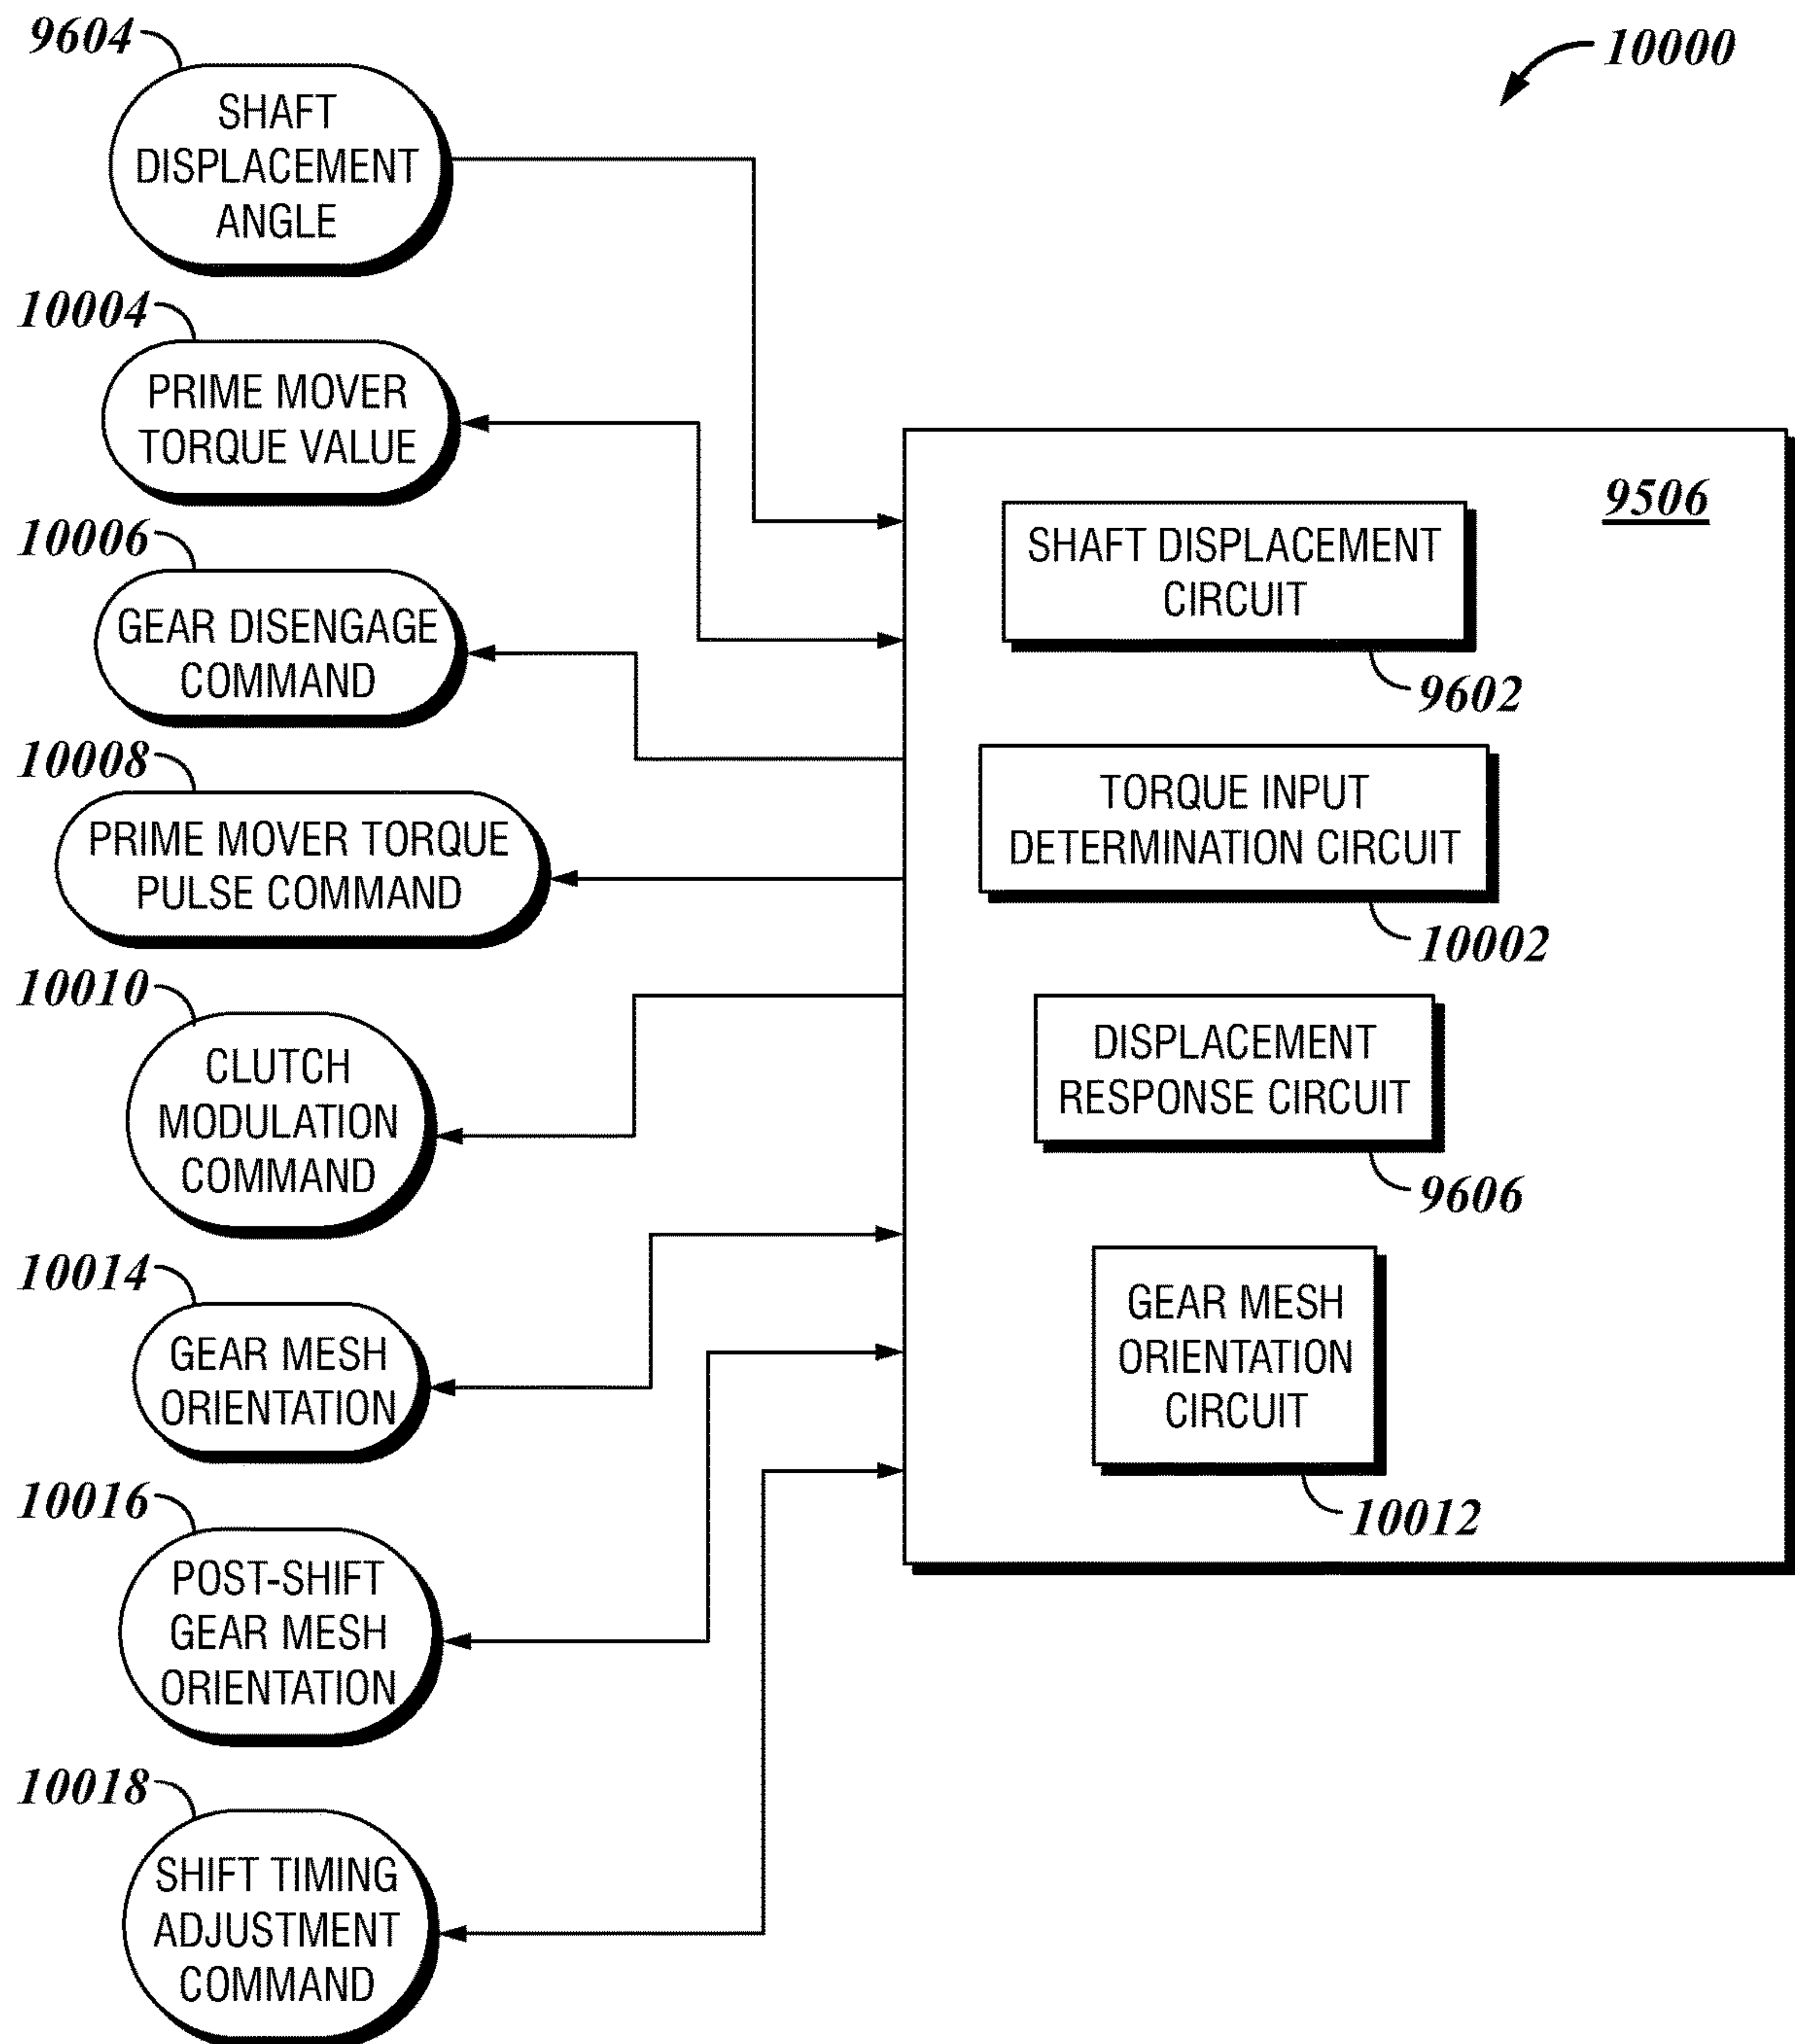 9604
10000
SHAFT
DISPLACEMENT
ANGLE
10004
PRIME MOVER
TORQUE VALUE
10006
GEAR DISENGAGE
COMMAND
10008
PRIME MOVER TORQUE
PULSE COMMAND
10010
CLUTCH
MODULATION
COMMAND
10014
GEAR MESH
ORIENTATION
10016
POST-SHIFT
GEAR MESH
ORIENTATION
10018
SHIFT TIMING
ADJUSTMENT
COMMAND
9506
SHAFT DISPLACEMENT
CIRCUIT
9602
TORQUE INPUT
DETERMINATION CIRCUIT
10002
DISPLACEMENT
RESPONSE CIRCUIT
9606
GEAR MESH
ORIENTATION
CIRCUIT
10012